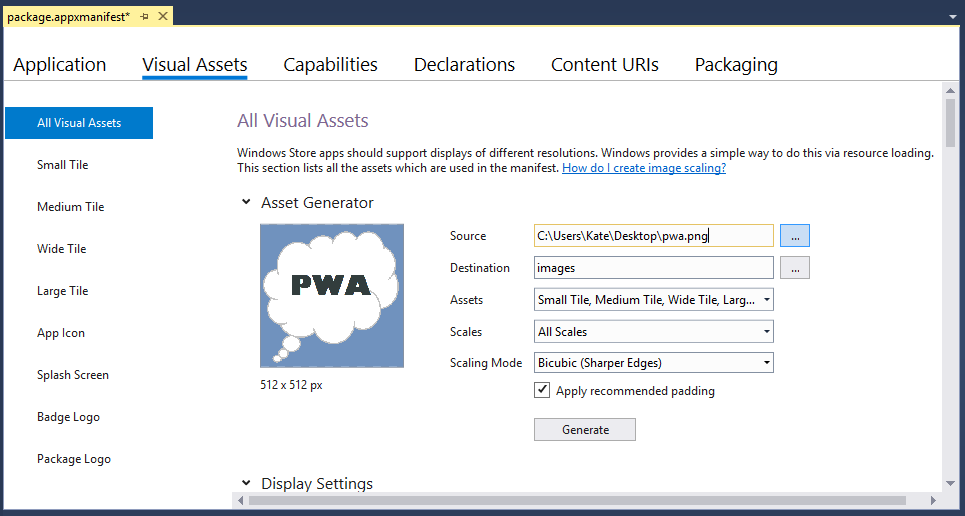 package.appxmanifest*
Application Visual Assets Capabilities Declarations Content URIs Packaging
All Visual Assets
Small Tile
Medium Tile
Wide Tile
Large Tile
App Icon
Splash Screen
Badge Logo
Package Logo
All Visual Assets
Windows Store apps should support displays of different resolutions. Windows provides a simple way to do this via resource loading.
This section lists all the assets which are used in the manifest. How do I create image scaling?
Asset Generator
PWA
512 x 512 px
Source C:\Users\Kate\Desktop\pwa.png ...
Destination images ...
Assets Small Tile, Medium Tile, Wide Tile, Larg...
Scales All Scales
Scaling Mode Bicubic (Sharper Edges)
Apply recommended padding
Generate
Display Settings